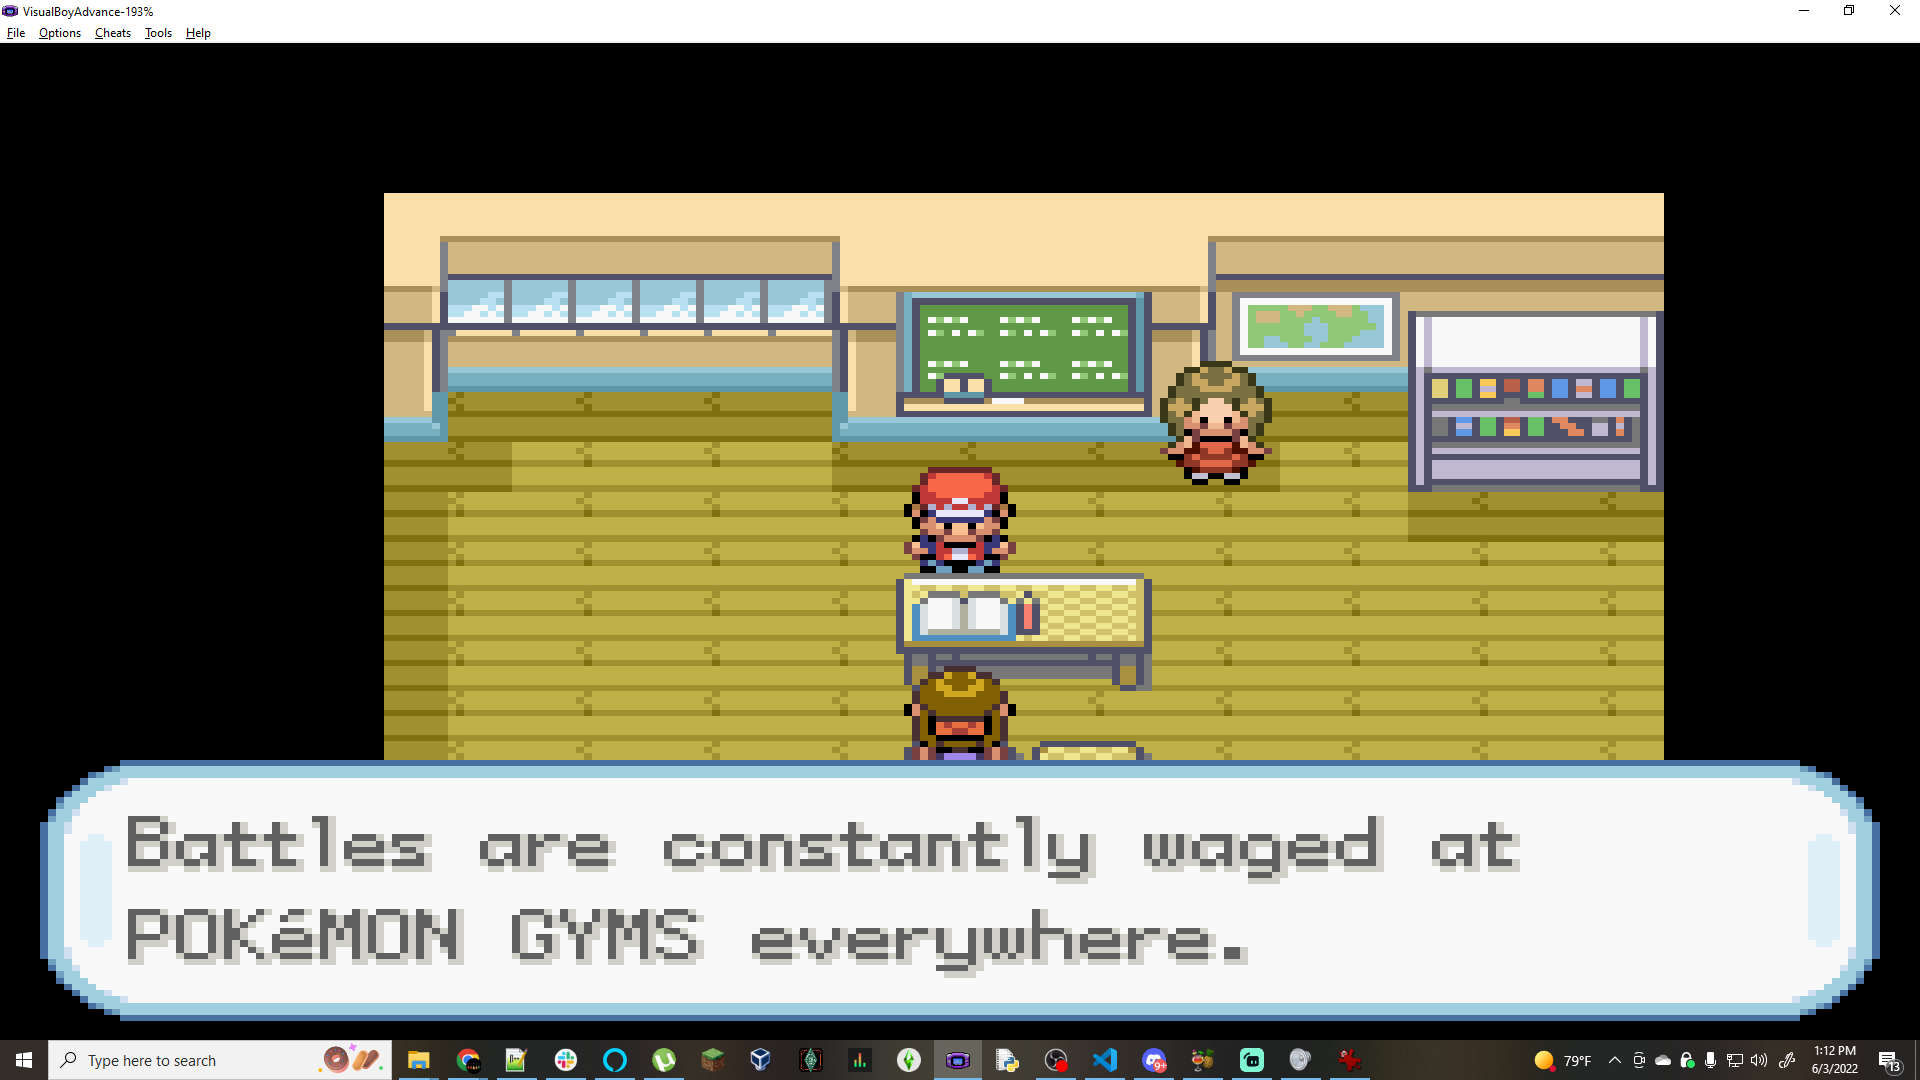 VisualBoyAdvance-193%
File Options Cheats Tools Help
Battles are constantly waged at
POKéMON GYMS everywhere.
Type here to search
9+
79°F
1:12 PM
6/3/2022
13